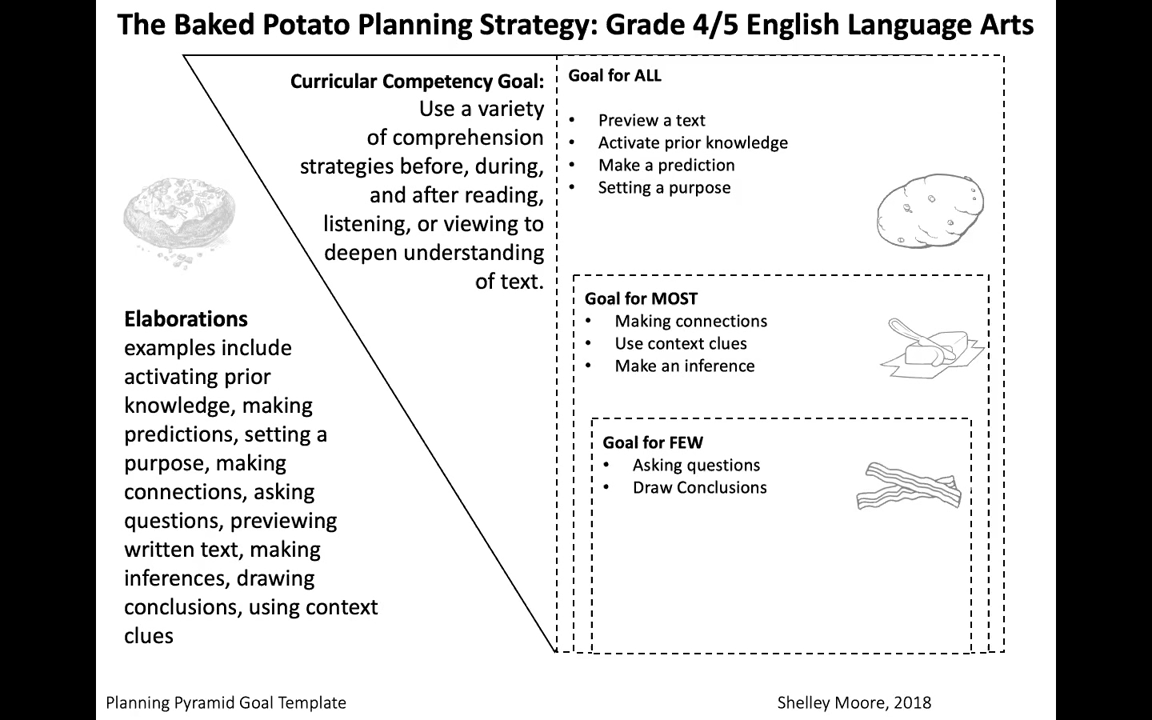 The Baked Potato Planning Strategy: Grade 4/5 English Language Arts
Curricular Competency Goal:
Use a variety
of comprehension
strategies before, during,
and after reading,
listening, or viewing to
deepen understanding
of text.
Elaborations
examples include
activating prior
knowledge, making
predictions, setting a
purpose, making
connections, asking
questions, previewing
written text, making
inferences, drawing
conclusions, using context
clues
Goal for ALL
• Preview a text
• Activate prior knowledge
• Make a prediction
• Setting a purpose
Goal for MOST
• Making connections
• Use context clues
• Make an inference
Goal for FEW
• Asking questions
• Draw Conclusions
Planning Pyramid Goal Template
Shelley Moore, 2018